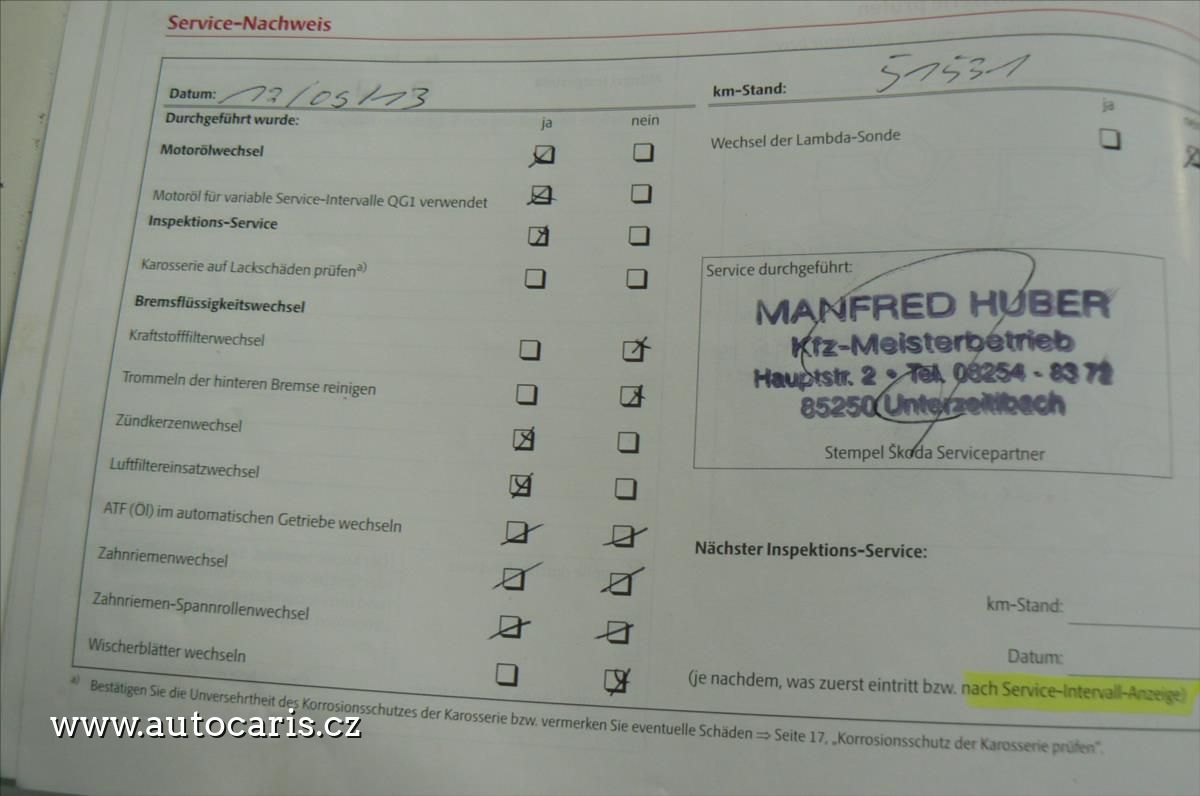 Service-Nachweis
Datum: 17/05/13
km-Stand: 51531
Durchgeführt wurde:
ja
nein
Motorölwechsel
Motoröl für variable Service-Intervalle QG1 verwendet
Inspektions-Service
Karosserie auf Lackschäden prüfen a)
Bremsflüssigkeitswechsel
Kraftstofffilterwechsel
Trommeln der hinteren Bremse reinigen
Zündkerzenwechsel
Luftfiltereinsatzwechsel
ATF (Öl) im automatischen Getriebe wechseln
Zahnriemenwechsel
Zahnriemen-Spannrollenwechsel
Wischerblätter wechseln
ja
Wechsel der Lambda-Sonde
Service durchgeführt:
MANFRED HUBER
Kfz-Meisterbetrieb
Hauptstr. 2 • Tel. 08254 - 83 72
85250 Unterzeitlbach
Stempel Škoda Servicepartner
Nächster Inspektions-Service:
km-Stand:
Datum:
(je nachdem, was zuerst eintritt bzw. nach Service-Intervall-Anzeige)
a) Bestätigen Sie die Unversehrtheit des Korrosionsschutzes der Karosserie bzw. vermerken Sie eventuelle Schäden ⇒ Seite 17, „Korrosionsschutz der Karosserie prüfen“.
www.autocaris.cz